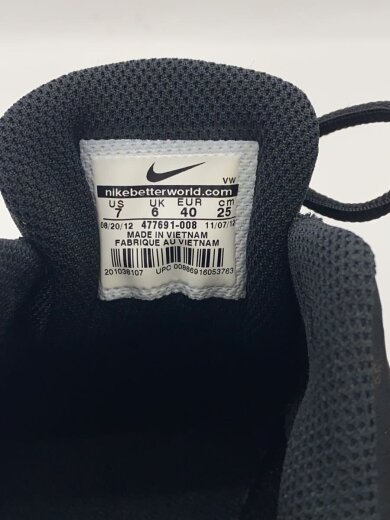 VW
nikebetterworld.com
US UK EUR cm
7 6 40 25
08/20/12 477691-008 11/07/12
MADE IN VIETNAM
FABRIQUE AU VIETNAM
201038107 UPC 00886916053763